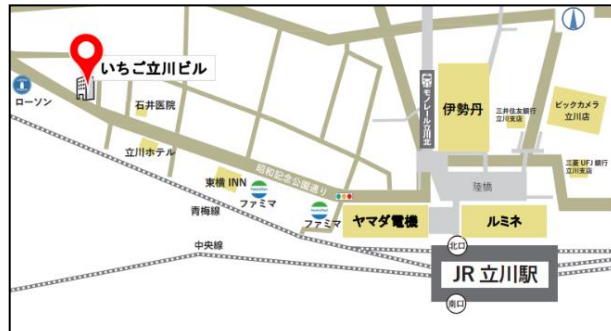 いちご立川ビル
ローソン
石井医院
立川ホテル
東横 INN
昭和記念公園通り
ファミマ
ファミマ
青梅線
中央線
モノレール立川北
伊勢丹
三井住友銀行
立川支店
ビックカメラ
立川店
三菱 UFJ 銀行
立川支店
陸橋
ヤマダ電機
ルミネ
北口
JR 立川駅
南口